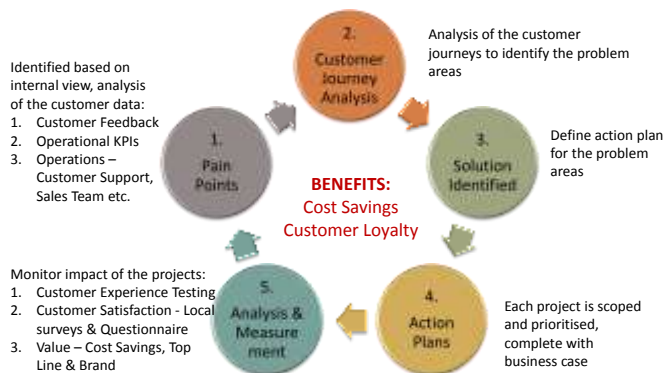 2.
Customer
Journey
Analysis
Analysis of the customer
journeys to identify the problem
areas
Identified based on
internal view, analysis
of the customer data:
1. Customer Feedback
2. Operational KPIs
3. Operations –
Customer Support,
Sales Team etc.
1.
Pain
Points
3.
Solution
Identified
Define action plan
for the problem
areas
BENEFITS:
Cost Savings
Customer Loyalty
Monitor impact of the projects:
1. Customer Experience Testing
2. Customer Satisfaction - Local
surveys & Questionnaire
3. Value – Cost Savings, Top
Line & Brand
5.
Analysis &
Measure
ment
4.
Action
Plans
Each project is scoped
and prioritised,
complete with
business case